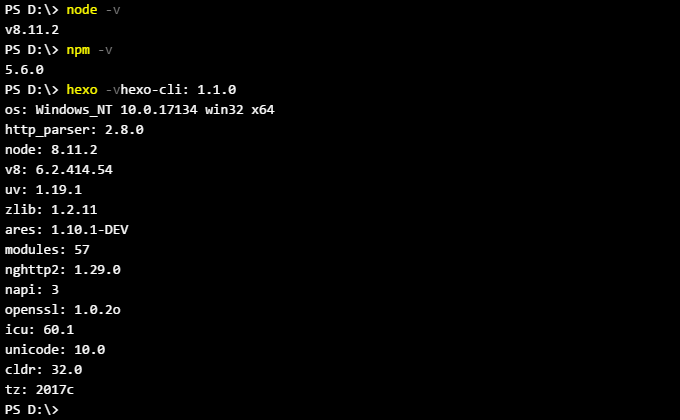 PS D:\> node -v
v8.11.2
PS D:\> npm -v
5.6.0
PS D:\> hexo -vhexo-cli: 1.1.0
os: Windows_NT 10.0.17134 win32 x64
http_parser: 2.8.0
node: 8.11.2
v8: 6.2.414.54
uv: 1.19.1
zlib: 1.2.11
ares: 1.10.1-DEV
modules: 57
nghttp2: 1.29.0
napi: 3
openssl: 1.0.2o
icu: 60.1
unicode: 10.0
cldr: 32.0
tz: 2017c
PS D:\>